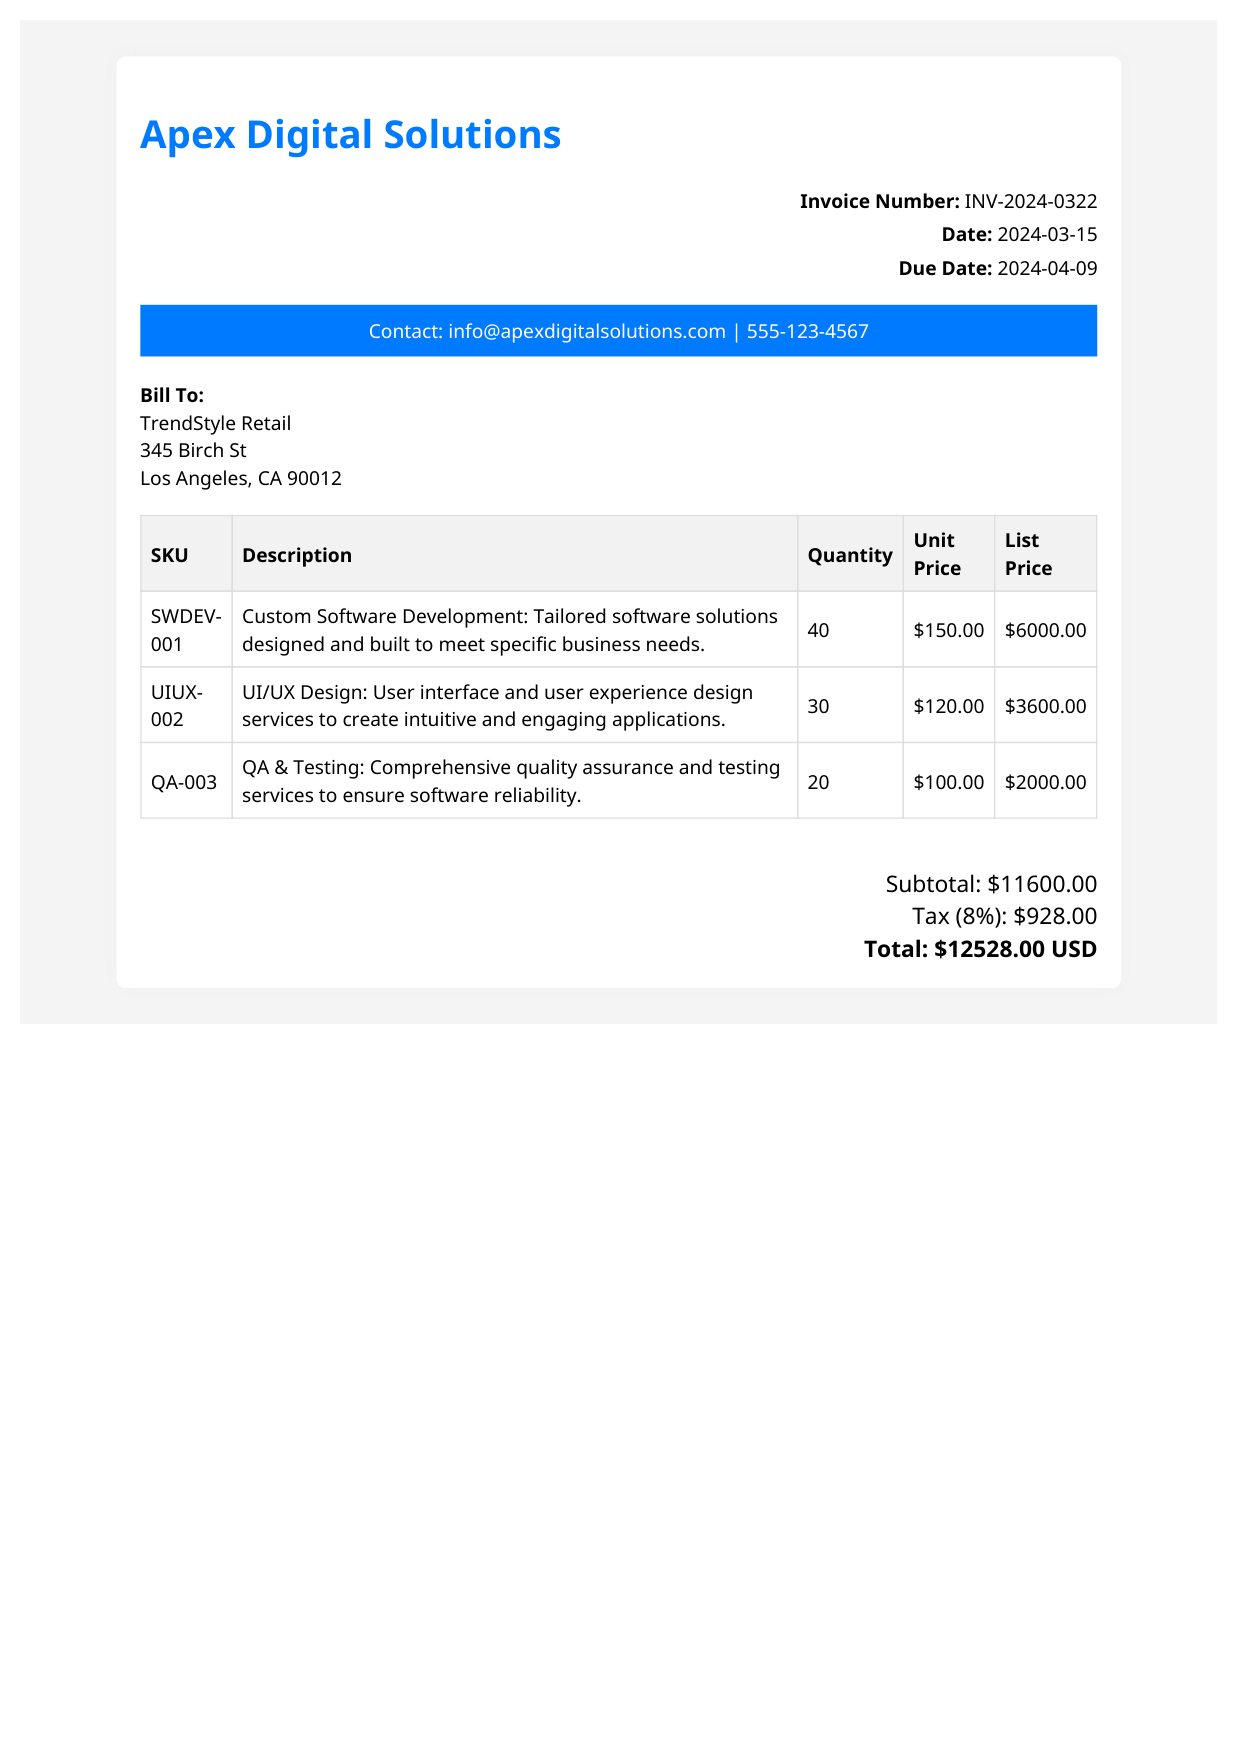 Apex Digital Solutions
Invoice Number: INV-2024-0322
Date: 2024-03-15
Due Date: 2024-04-09
Contact: info@apexdigitalsolutions.com | 555-123-4567
Bill To:
TrendStyle Retail
345 Birch St
Los Angeles, CA 90012
SKU Description Quantity Unit Price List Price
SWDEV-001 Custom Software Development: Tailored software solutions designed and built to meet specific business needs. 40 $150.00 $6000.00
UIUX-002 UI/UX Design: User interface and user experience design services to create intuitive and engaging applications. 30 $120.00 $3600.00
QA-003 QA & Testing: Comprehensive quality assurance and testing services to ensure software reliability. 20 $100.00 $2000.00
Subtotal: $11600.00
Tax (8%): $928.00
Total: $12528.00 USD